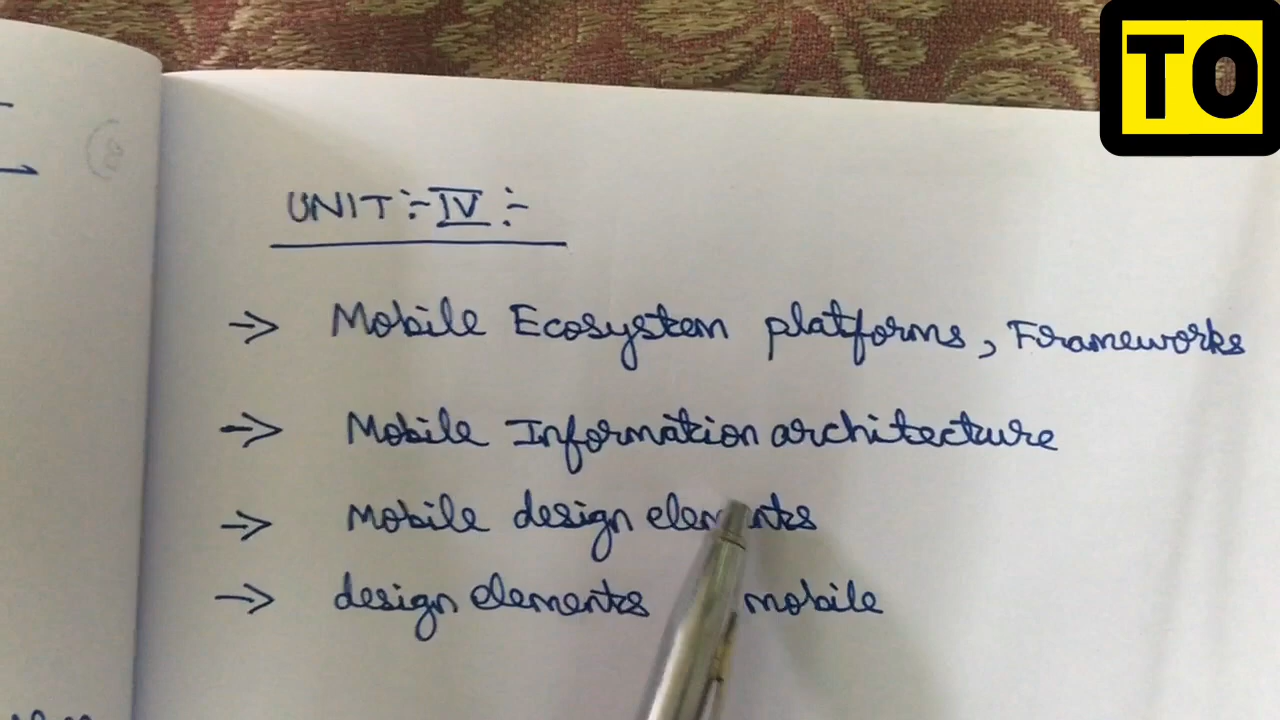 TO
UNIT :- IV :-
→ Mobile Ecosystem platforms, Frameworks
→ Mobile Information architecture
→ Mobile design elements
→ design elements mobile